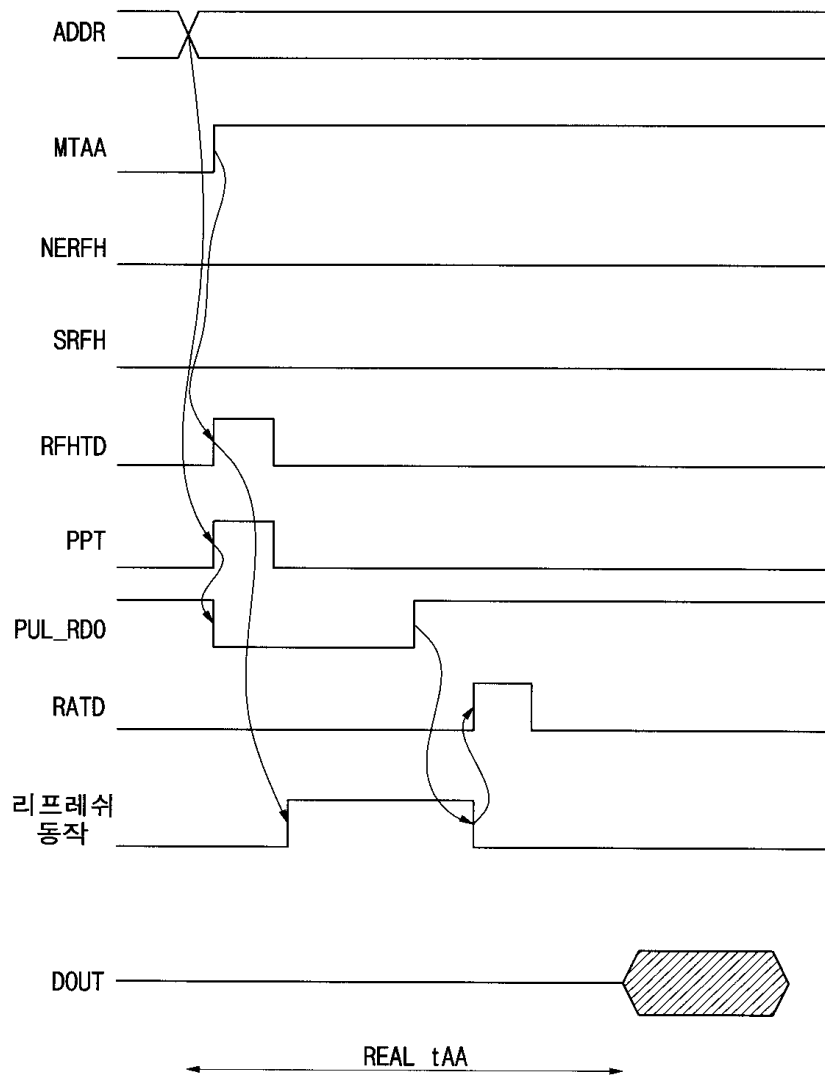 ADDR
MTAA
NERFH
SRFH
RFHTD
PPT
PUL_RDO
RATD
리프레쉬
동작
DOUT
REAL tAA